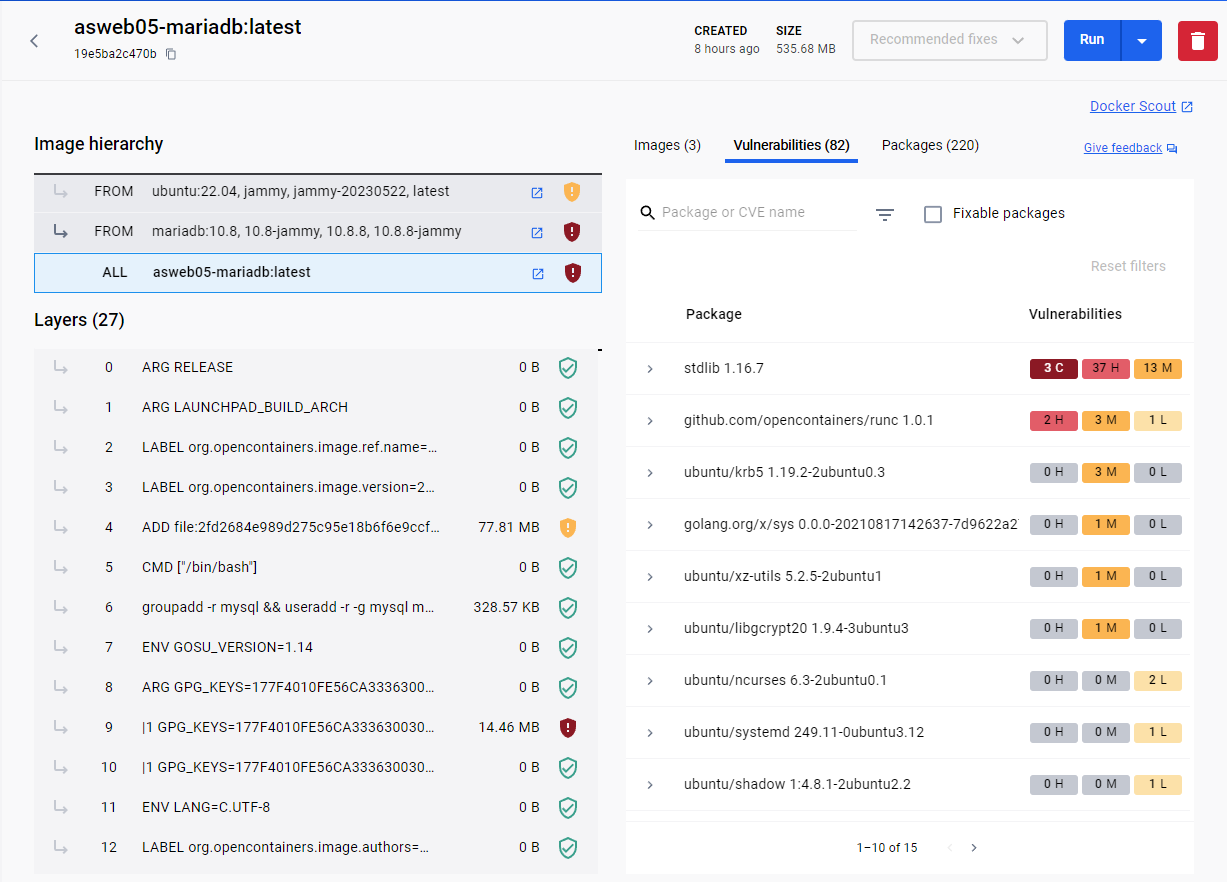 asweb05-mariadb:latest
19e5ba2c470b
CREATED
8 hours ago
SIZE
535.68 MB
Recommended fixes
Run
Docker Scout
Give feedback
Image hierarchy
FROM ubuntu:22.04, jammy, jammy-20230522, latest
FROM mariadb:10.8, 10.8-jammy, 10.8.8, 10.8.8-jammy
ALL asweb05-mariadb:latest
Layers (27)
0 ARG RELEASE 0 B
1 ARG LAUNCHPAD_BUILD_ARCH 0 B
2 LABEL org.opencontainers.image.ref.name=... 0 B
3 LABEL org.opencontainers.image.version=2... 0 B
4 ADD file:2fd2684e989d275c95e18b6f6e9ccf... 77.81 MB
5 CMD ["/bin/bash"] 0 B
6 groupadd -r mysql && useradd -r -g mysql m... 328.57 KB
7 ENV GOSU_VERSION=1.14 0 B
8 ARG GPG_KEYS=177F4010FE56CA3336300... 0 B
9 |1 GPG_KEYS=177F4010FE56CA333630030... 14.46 MB
10 |1 GPG_KEYS=177F4010FE56CA333630030... 0 B
11 ENV LANG=C.UTF-8 0 B
12 LABEL org.opencontainers.image.authors=... 0 B
Images (3) Vulnerabilities (82) Packages (220)
Package or CVE name
Fixable packages
Reset filters
Package Vulnerabilities
stdlib 1.16.7 3 C 37 H 13 M
github.com/opencontainers/runc 1.0.1 2 H 3 M 1 L
ubuntu/krb5 1.19.2-2ubuntu0.3 0 H 3 M 0 L
golang.org/x/sys 0.0.0-20210817142637-7d9622a2 0 H 1 M 0 L
ubuntu/xz-utils 5.2.5-2ubuntu1 0 H 1 M 0 L
ubuntu/libgcrypt20 1.9.4-3ubuntu3 0 H 1 M 0 L
ubuntu/ncurses 6.3-2ubuntu0.1 0 H 0 M 2 L
ubuntu/systemd 249.11-0ubuntu3.12 0 H 0 M 1 L
ubuntu/shadow 1:4.8.1-2ubuntu2.2 0 H 0 M 1 L
1–10 of 15